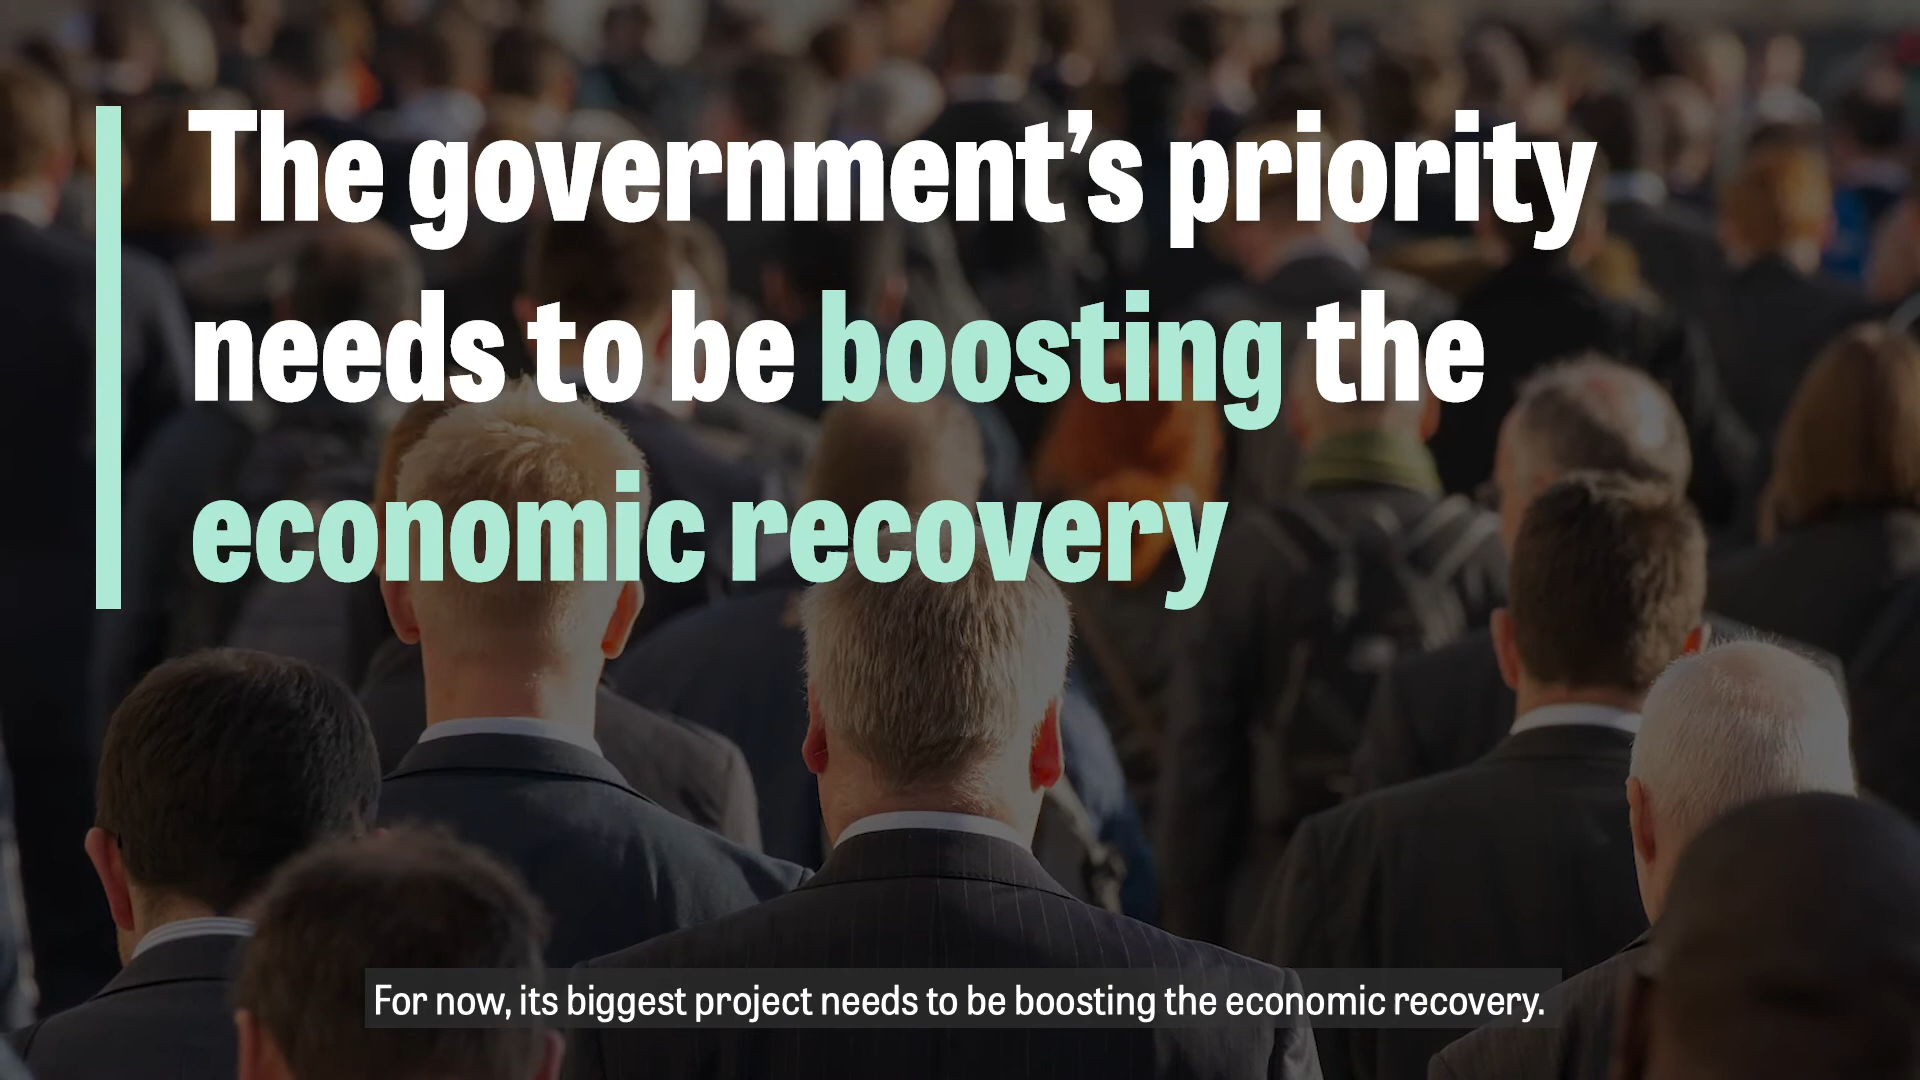 The government’s priority
needs to be boosting the
economic recovery
For now, its biggest project needs to be boosting the economic recovery.